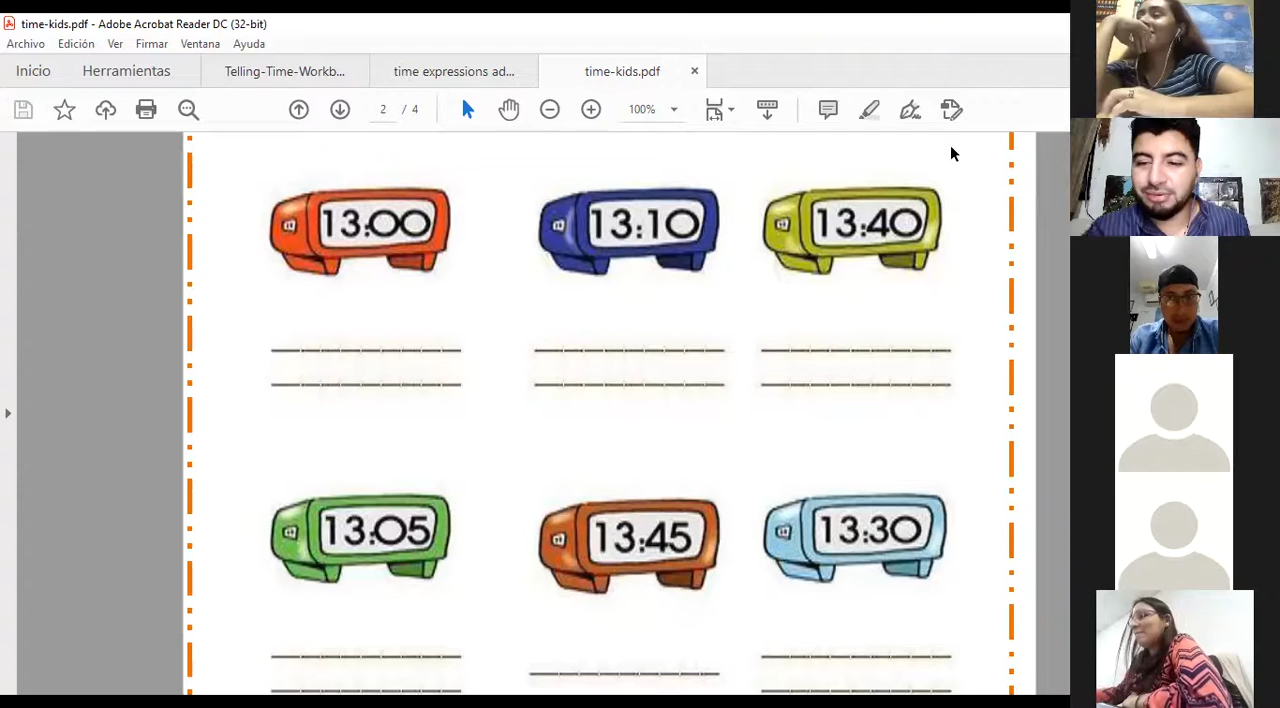 time-kids.pdf - Adobe Acrobat Reader DC (32-bit)
Archivo Edición Ver Firmar Ventana Ayuda
Inicio Herramientas Telling-Time-Workb... time expressions ad... time-kids.pdf ×
2 / 4 100%
13:00 13:10 13:40
13:05 13:45 13:30